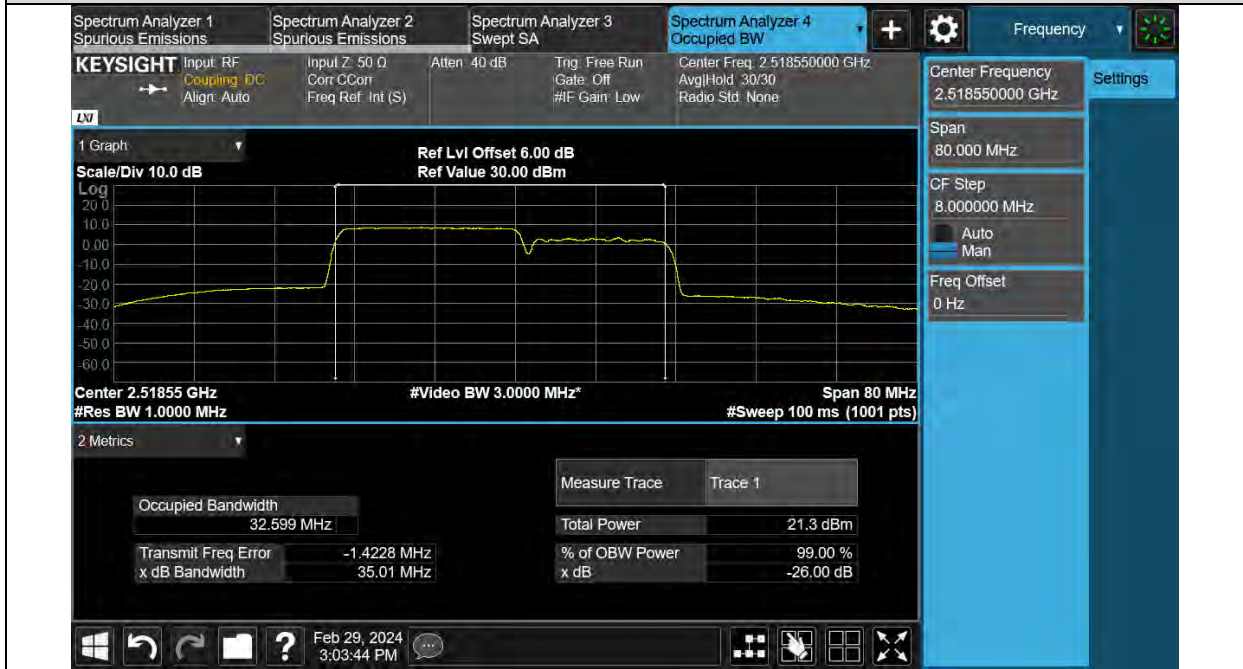 Spectrum Analyzer 1
Spurious Emissions
Spectrum Analyzer 2
Spurious Emissions
Spectrum Analyzer 3
Swept SA
Spectrum Analyzer 4
Occupied BW
Frequency
KEYSIGHT
LXI
Input: RF
Coupling: DC
Align: Auto
Input Z: 50 Ω
Corr CCorr
Freq Ref: Int (S)
Atten: 40 dB
Trig: Free Run
Gate: Off
#IF Gain: Low
Center Freq: 2.518550000 GHz
Avg|Hold: 30/30
Radio Std: None
Center Frequency
2.518550000 GHz
Settings
Span
80.000 MHz
CF Step
8.000000 MHz
Auto
Man
Freq Offset
0 Hz
1 Graph
Scale/Div 10.0 dB
Ref Lvl Offset 6.00 dB
Ref Value 30.00 dBm
Log
20.0
10.0
0.00
-10.0
-20.0
-30.0
-40.0
-50.0
-60.0
Center 2.51855 GHz
#Video BW 3.0000 MHz*
Span 80 MHz
#Res BW 1.0000 MHz
#Sweep 100 ms (1001 pts)
2 Metrics
Measure Trace
Trace 1
Occupied Bandwidth
32.599 MHz
Total Power
21.3 dBm
Transmit Freq Error
-1.4228 MHz
% of OBW Power
99.00 %
x dB Bandwidth
35.01 MHz
x dB
-26.00 dB
Feb 29, 2024
3:03:44 PM